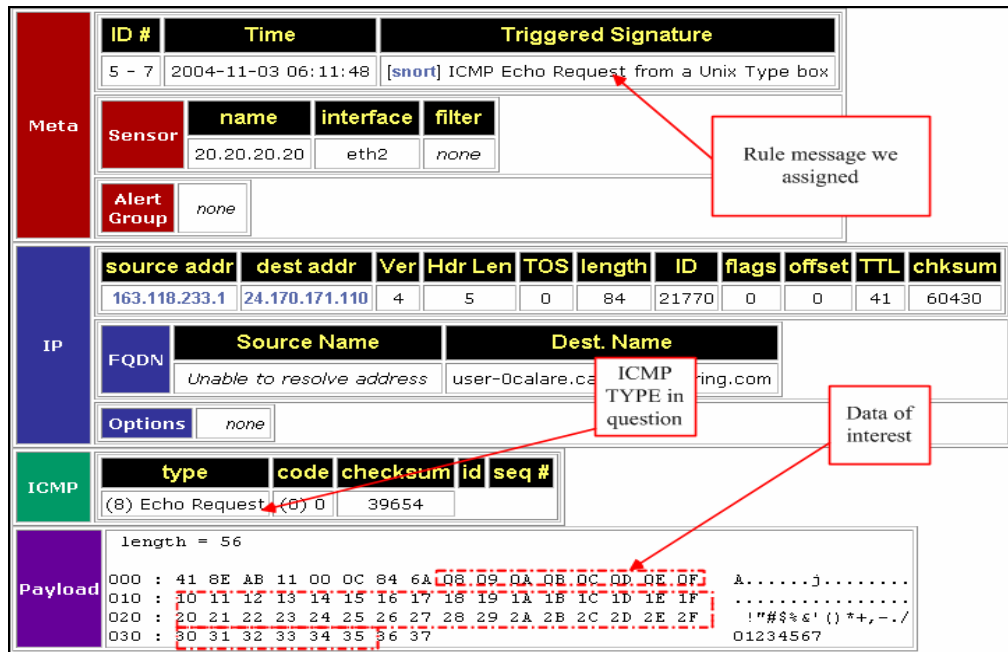 ID # Time Triggered Signature
5 - 7 2004-11-03 06:11:48 [snort] ICMP Echo Request from a Unix Type box
Meta
Sensor name interface filter
20.20.20.20 eth2 none
Rule message we
assigned
Alert
Group none
source addr dest addr Ver Hdr Len TOS length ID flags offset TTL chksum
163.118.233.1 24.170.171.110 4 5 0 84 21770 0 0 41 60430
IP
FQDN Source Name Dest. Name
Unable to resolve address user-0calare.ca ring.com
ICMP
TYPE in
question
Data of
interest
Options none
ICMP
type code checksum id seq #
(8) Echo Request (0) 0 39654
Payload
length = 56
000 : 41 8E AB 11 00 0C 84 6A 08 09 0A 0B 0C 0D 0E 0F A......j........
010 : 10 11 12 13 14 15 16 17 18 19 1A 1B 1C 1D 1E 1F ................
020 : 20 21 22 23 24 25 26 27 28 29 2A 2B 2C 2D 2E 2F !"#$%&'()*+,-./
030 : 30 31 32 33 34 35 36 37 01234567